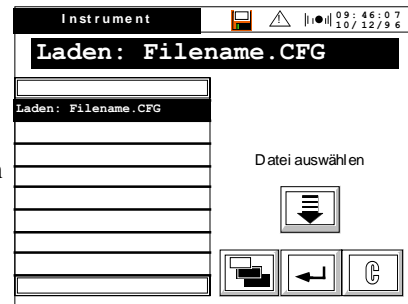 Instrument 09:46:07
10/12/96
Laden: Filename.CFG
Laden: Filename.CFG
Datei auswählen
C